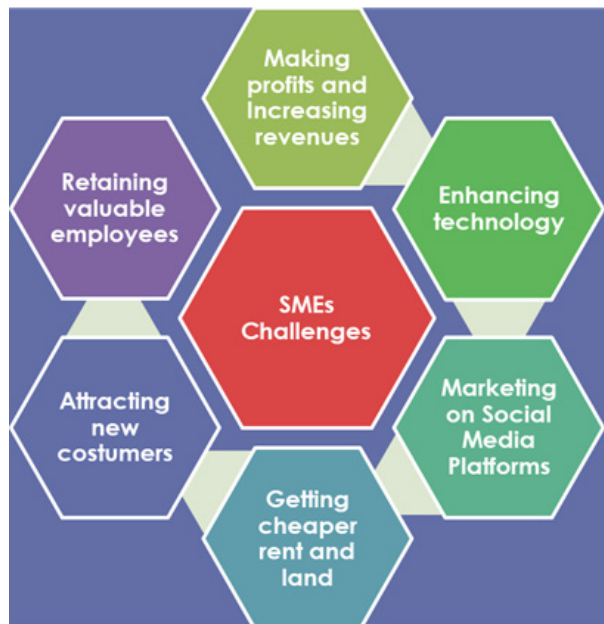 Making
profits and
Increasing
revenues
Enhancing
technology
Marketing
on Social
Media
Platforms
Getting
cheaper
rent and
land
Attracting
new
costumers
Retaining
valuable
employees
SMEs
Challenges